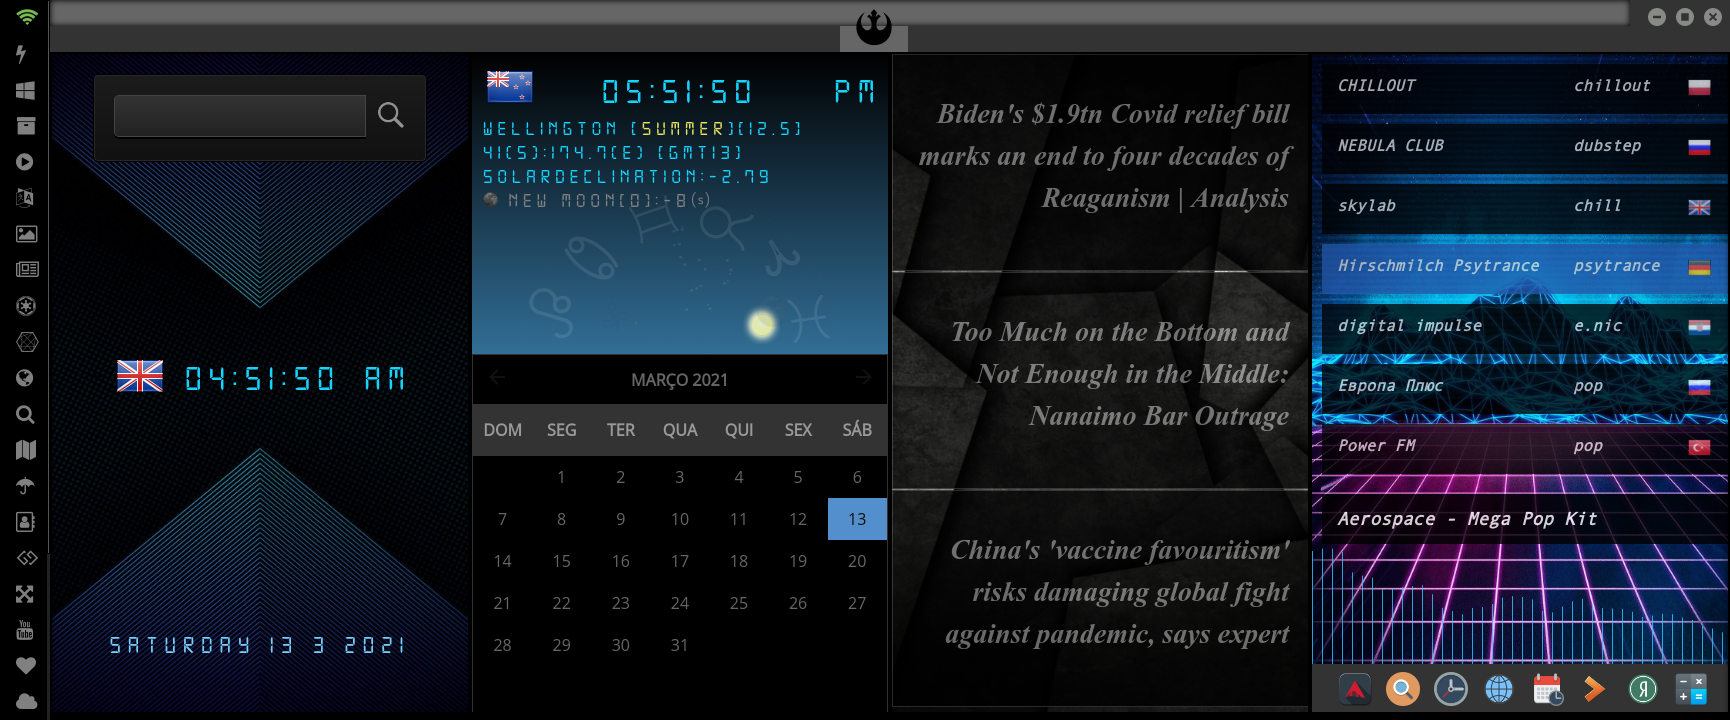 04:51:50 AM
SATURDAY 13 3 2021
05:51:50 PM
WELLINGTON [SUMMER][12.5]
41(S):174.7(E) [GMT13]
SOLARDECLINATION:-2.79
NEW MOON[0]:-8(s)
MARÇO 2021
DOM SEG TER QUA QUI SEX SÁB
1 2 3 4 5 6
7 8 9 10 11 12 13
14 15 16 17 18 19 20
21 22 23 24 25 26 27
28 29 30 31
Biden's $1.9tn Covid relief bill
marks an end to four decades of
Reaganism | Analysis
Too Much on the Bottom and
Not Enough in the Middle:
Nanaimo Bar Outrage
China's 'vaccine favouritism'
risks damaging global fight
against pandemic, says expert
CHILLOUT chillout
NEBULA CLUB dubstep
skylab chill
Hirschmilch Psytrance psytrance
digital impulse e.nic
Европа Плюс pop
Power FM pop
Aerospace - Mega Pop Kit
You
Tube
Я